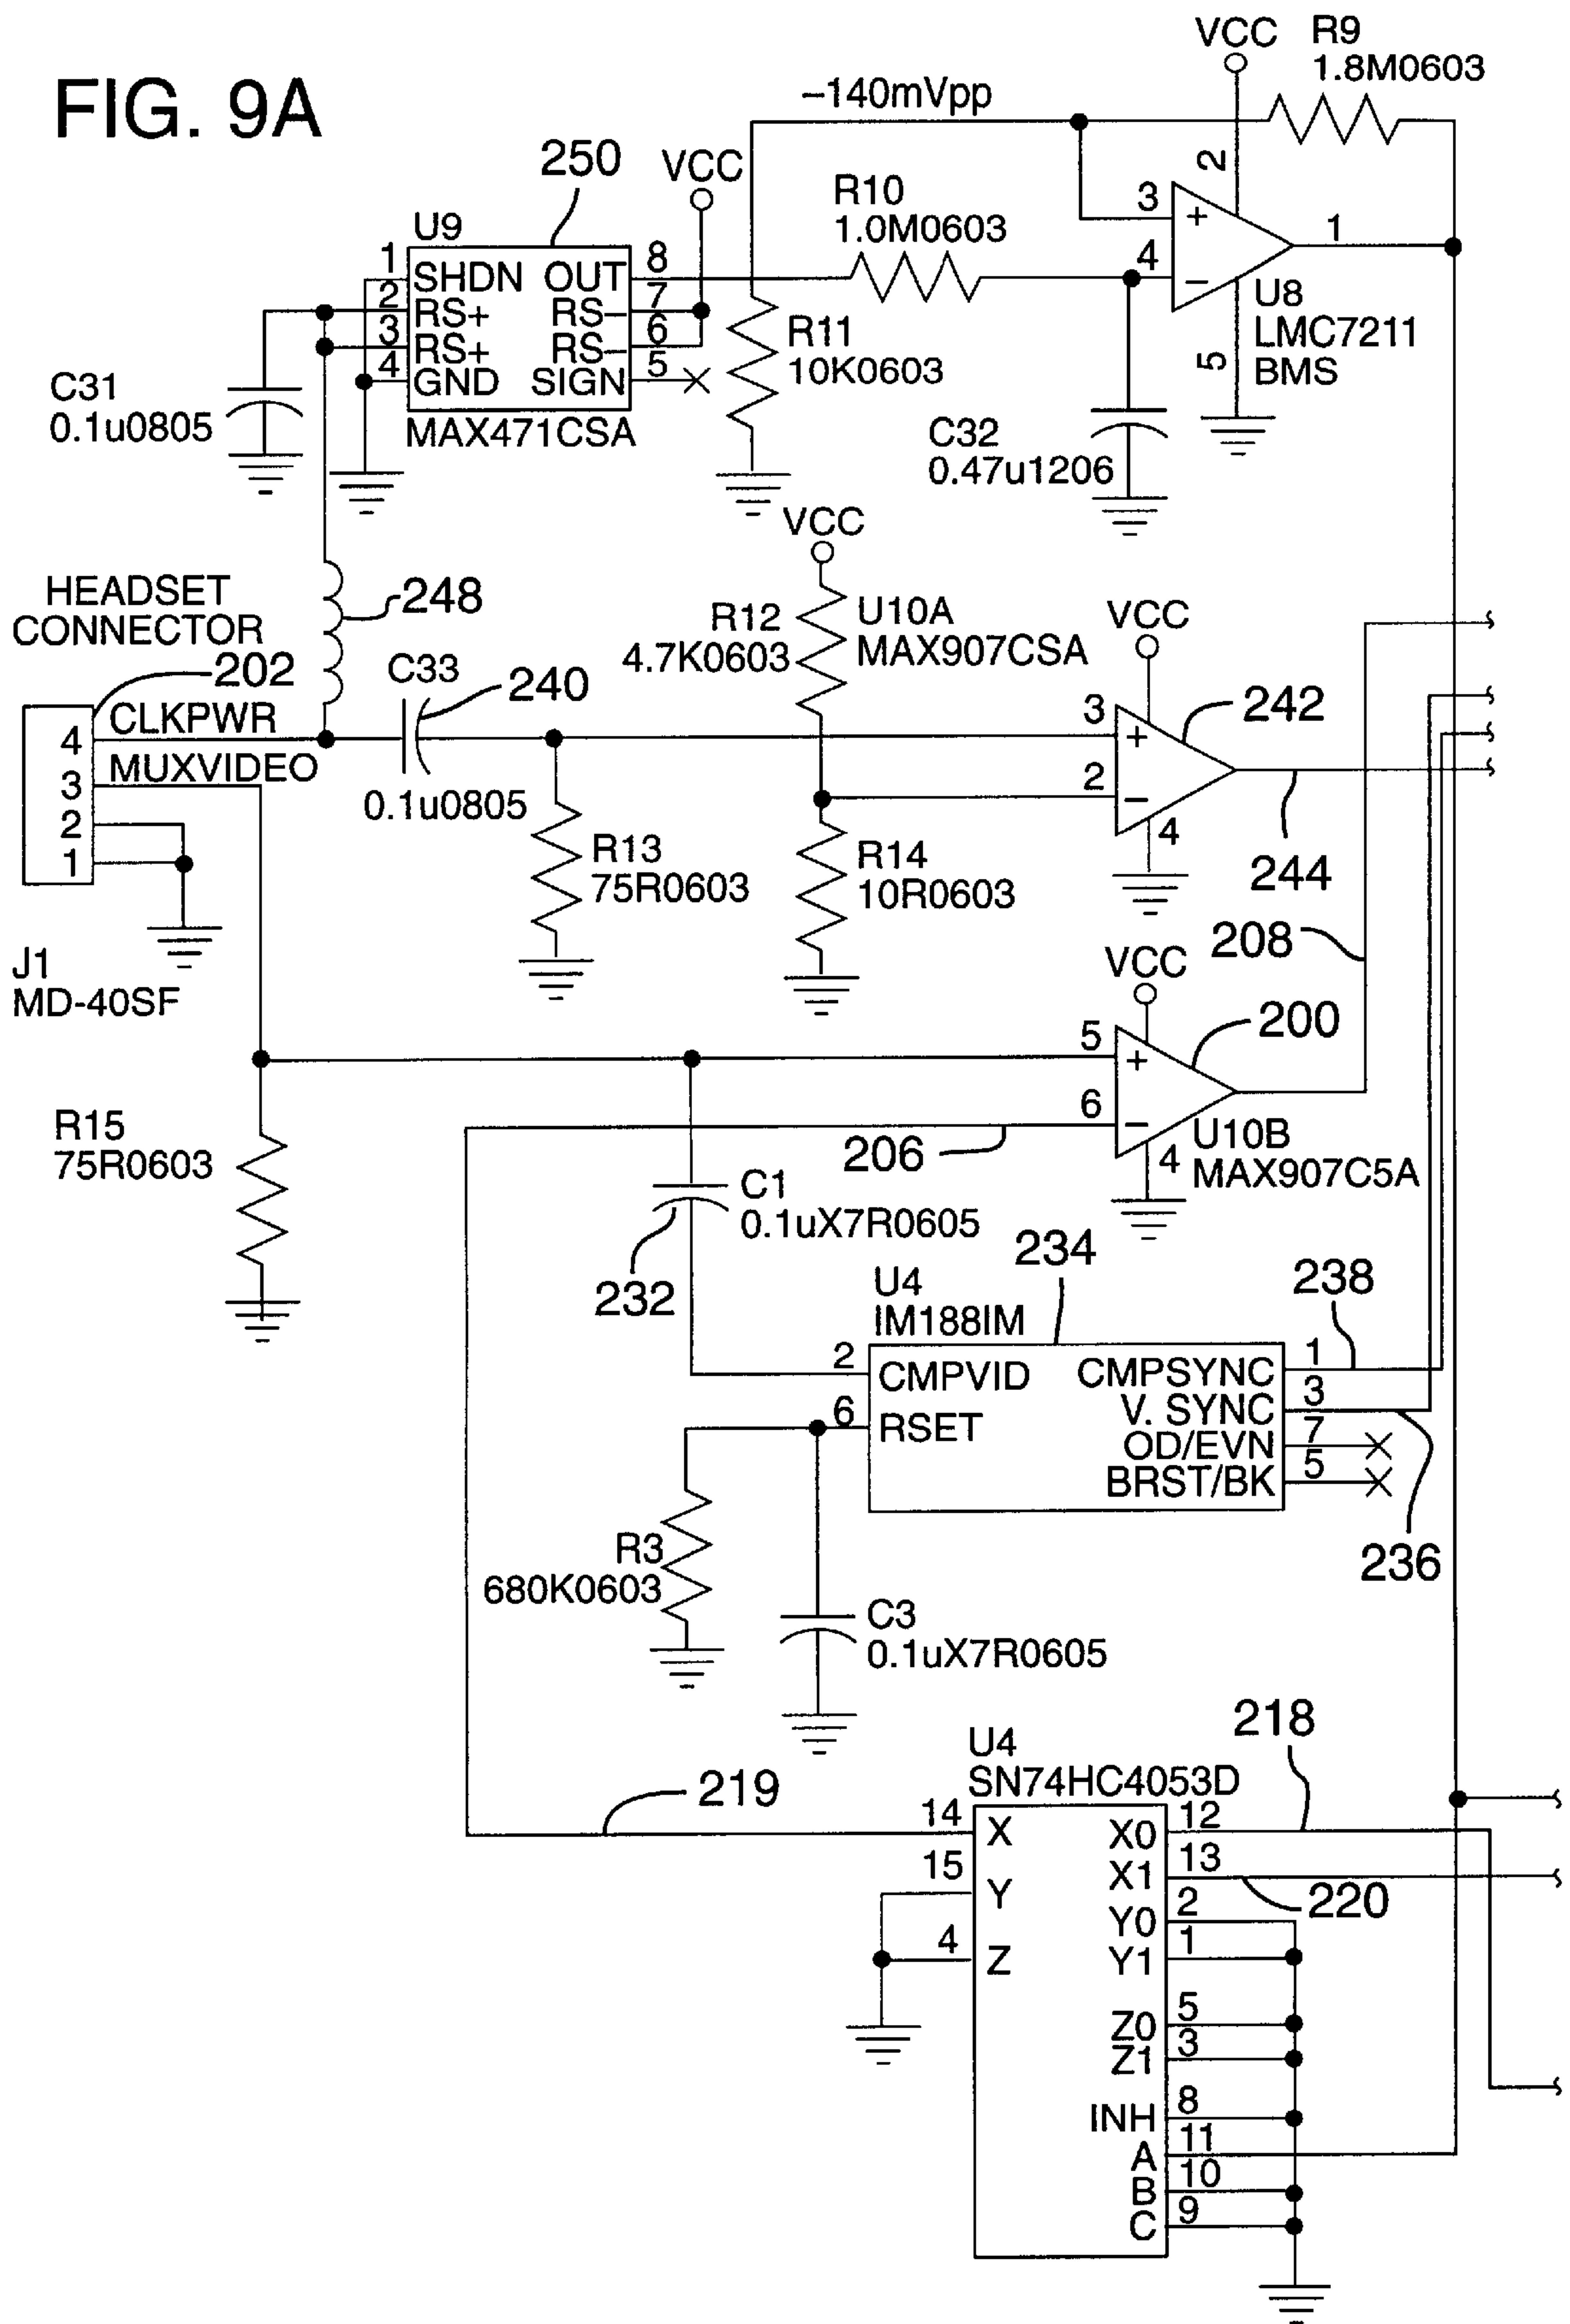 FIG. 9A
VCC
R9
1.8M0603
−140mVpp
250
VCC
2
R10
1.0M0603
3
+
1
4
−
U9
1
SHDN OUT
8
2
RS+ RS−
7
3
RS+ RS−
6
4
GND SIGN
5
MAX471CSA
R11
10K0603
U8
LMC7211
BMS
5
C31
0.1u0805
C32
0.47u1206
VCC
HEADSET
CONNECTOR
248
R12
4.7K0603
U10A
MAX907CSA
VCC
202
C33
240
3
+
242
CLKPWR
4
MUXVIDEO
3
2
1
0.1u0805
2
−
4
244
R13
75R0603
R14
10R0603
208
J1
MD-40SF
VCC
200
5
+
6
−
4
206
U10B
MAX907C5A
R15
75R0603
C1
0.1uX7R0605
232
234
238
U4
IM188IM
2
CMPVID
CMPSYNC
1
V. SYNC
3
6
RSET
OD/EVN
7
BRST/BK
5
236
R3
680K0603
C3
0.1uX7R0605
218
U4
SN74HC4053D
219
14
X
X0
12
X1
13
220
15
Y
Y0
2
4
Z
Y1
1
Z0
5
Z1
3
INH
8
A
11
B
10
C
9